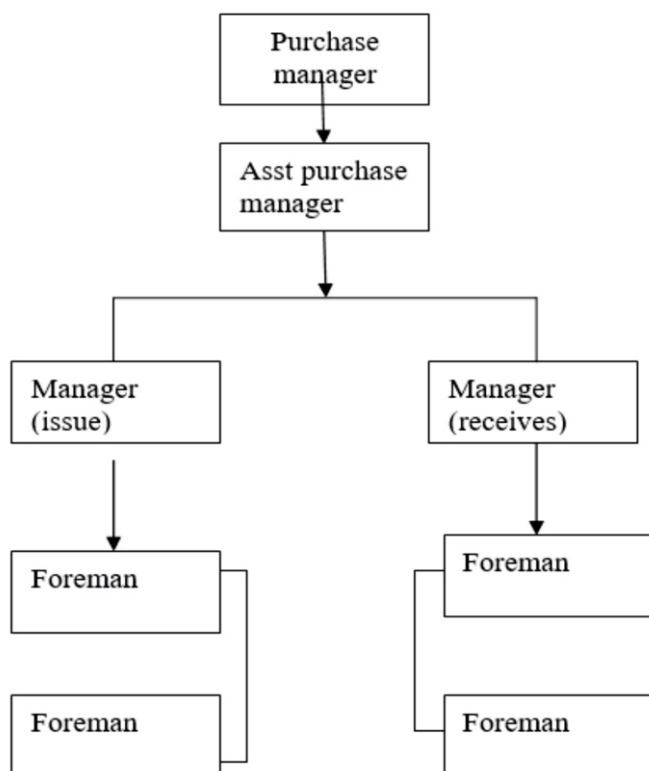 Purchase
manager
Asst purchase
manager
Manager
(issue)
Manager
(receives)
Foreman
Foreman
Foreman
Foreman